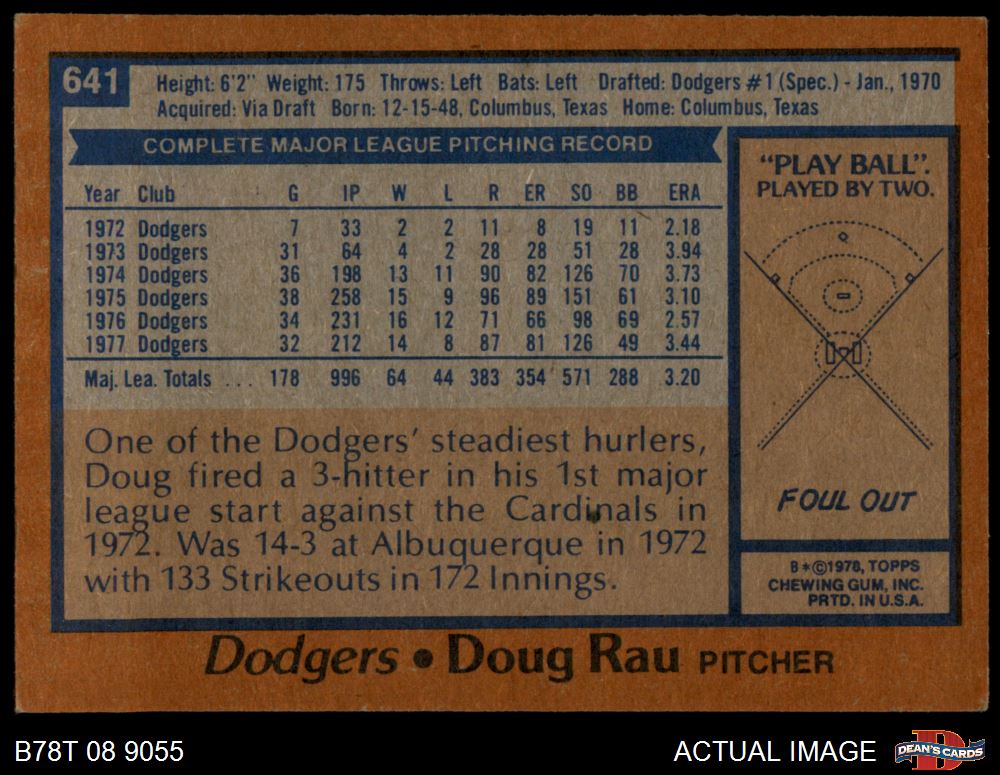 641
Height: 6'2" Weight: 175 Throws: Left Bats: Left Drafted: Dodgers #1 (Spec.) - Jan., 1970
Acquired: Via Draft Born: 12-15-48, Columbus, Texas Home: Columbus, Texas
COMPLETE MAJOR LEAGUE PITCHING RECORD
Year Club G IP W L R ER SO BB ERA
1972 Dodgers 7 33 2 2 11 8 19 11 2.18
1973 Dodgers 31 64 4 2 28 28 51 28 3.94
1974 Dodgers 36 198 13 11 90 82 126 70 3.73
1975 Dodgers 38 258 15 9 96 89 151 61 3.10
1976 Dodgers 34 231 16 12 71 66 98 69 2.57
1977 Dodgers 32 212 14 8 87 81 126 49 3.44
Maj. Lea. Totals ... 178 996 64 44 383 354 571 288 3.20
One of the Dodgers' steadiest hurlers,
Doug fired a 3-hitter in his 1st major
league start against the Cardinals in
1972. Was 14-3 at Albuquerque in 1972
with 133 Strikeouts in 172 Innings.
"PLAY BALL".
PLAYED BY TWO.
FOUL OUT
B*©1978, TOPPS
CHEWING GUM, INC.
PRTD. IN U.S.A.
Dodgers • Doug Rau PITCHER
B78T 08 9055
ACTUAL IMAGE
DEAN'S CARDS